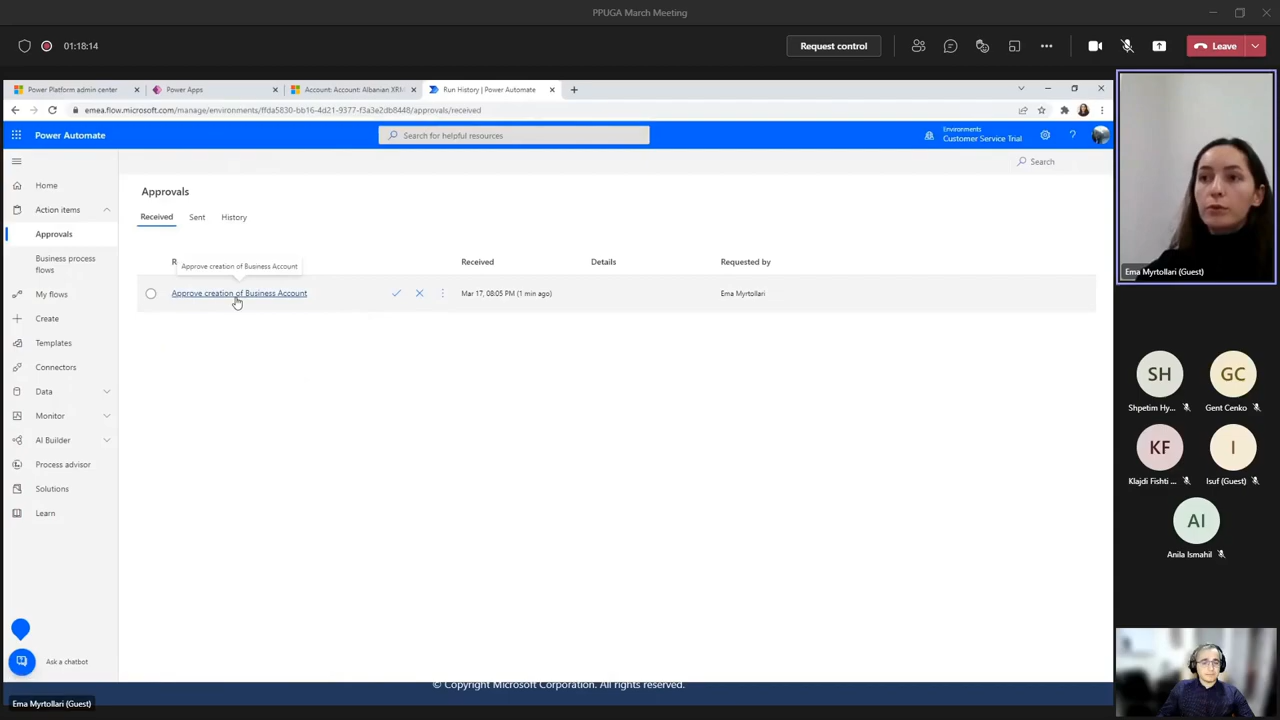 PPUGA March Meeting
01:18:14
Request control
Leave
Power Platform admin center
Power Apps
Account: Account: Albanian XRM
Run History | Power Automate
emea.flow.microsoft.com/manage/environments/ffda5830-bb16-4d21-9377-f3a3e2db8448/approvals/received
Power Automate
Search for helpful resources
Environments
Customer Service Trial
Search
Home
Action items
Approvals
Business process
flows
My flows
Create
Templates
Connectors
Data
Monitor
AI Builder
Process advisor
Solutions
Learn
Ask a chatbot
Approvals
Received
Sent
History
R
Approve creation of Business Account
Received
Details
Requested by
Approve creation of Business Account
Mar 17, 08:05 PM (1 min ago)
Ema Myrtollari
© Copyright Microsoft Corporation. All rights reserved.
Ema Myrtollari (Guest)
Ema Myrtollari (Guest)
SH
Shpetim Hy...
GC
Gent Cenko
KF
Klajdi Fishti ...
I
Isuf (Guest)
AI
Anila Ismahil